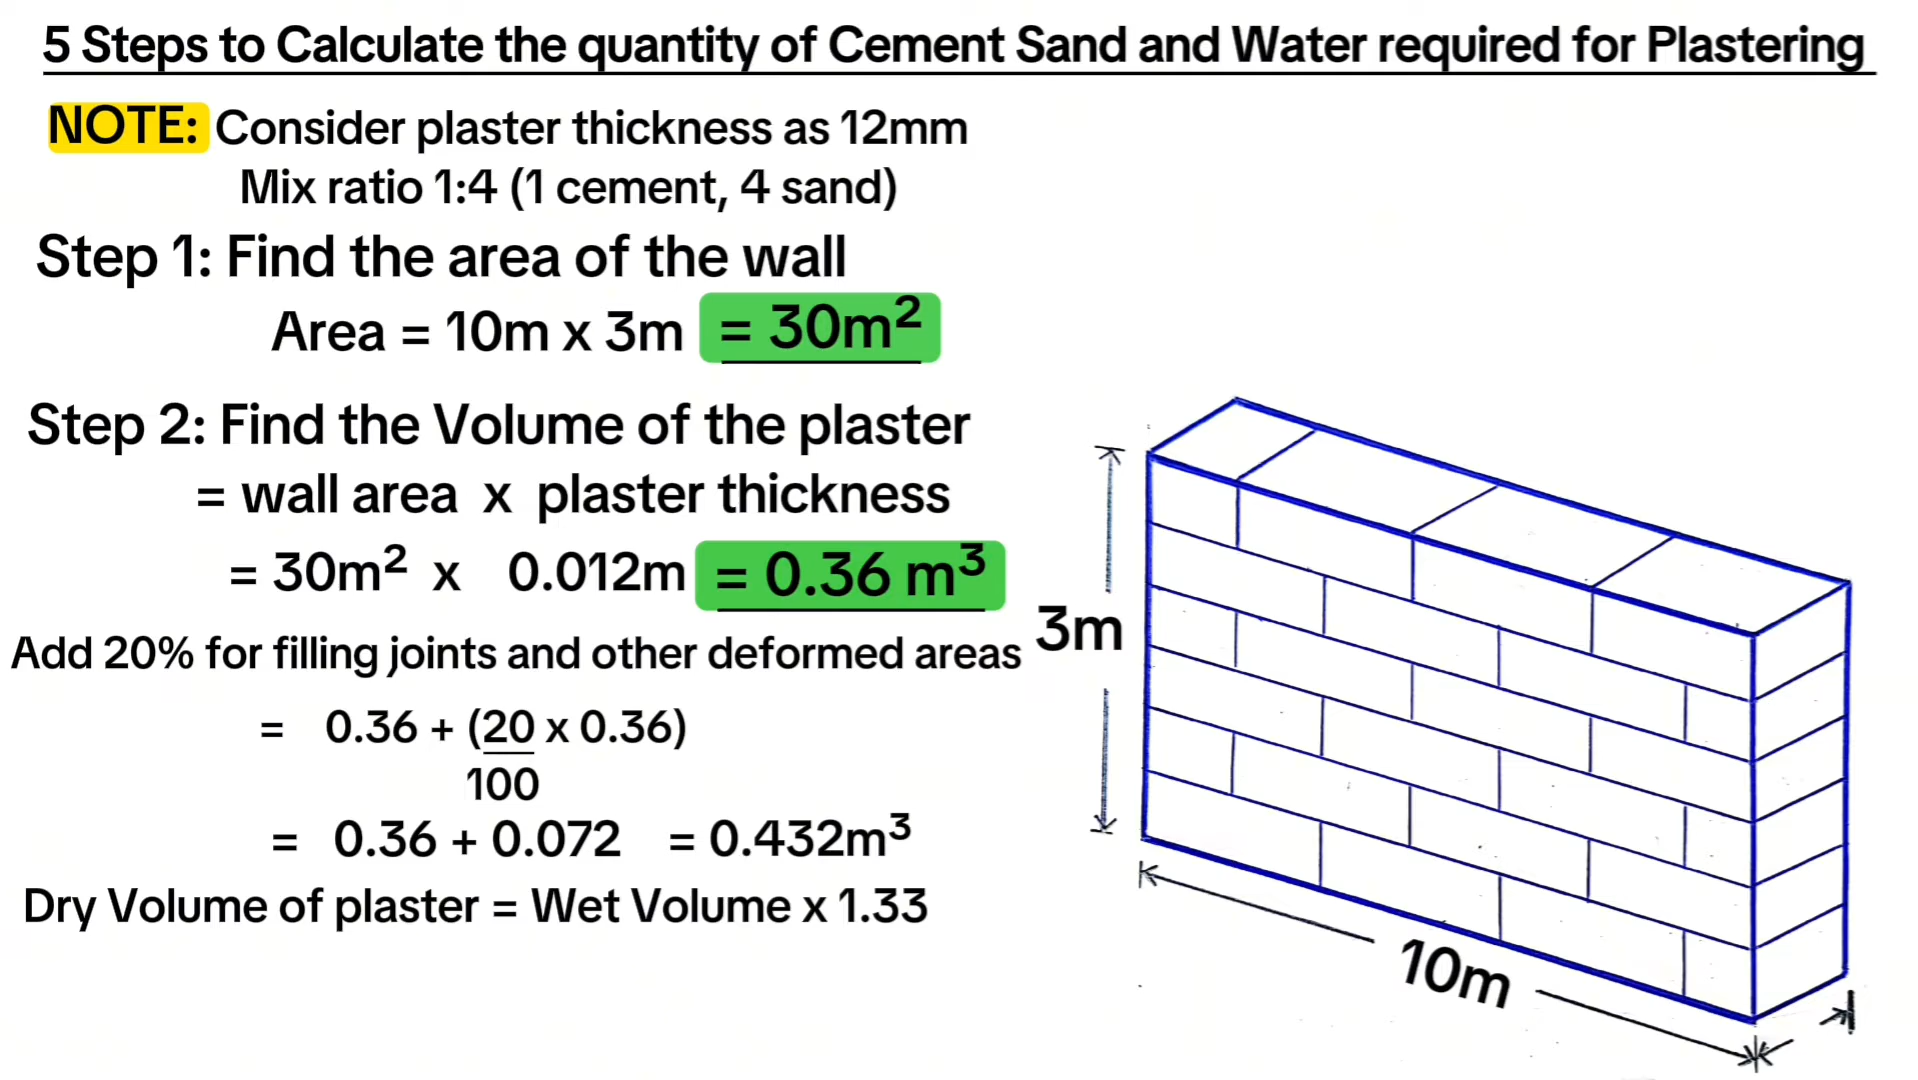 5 Steps to Calculate the quantity of Cement Sand and Water required for Plastering
NOTE: Consider plaster thickness as 12mm
Mix ratio 1:4 (1 cement, 4 sand)
Step 1: Find the area of the wall
Area = 10m x 3m = 30m²
Step 2: Find the Volume of the plaster
= wall area x plaster thickness
= 30m² x 0.012m = 0.36 m³
Add 20% for filling joints and other deformed areas
= 0.36 + (20 x 0.36)
100
= 0.36 + 0.072 = 0.432m³
Dry Volume of plaster = Wet Volume x 1.33
3m
10m